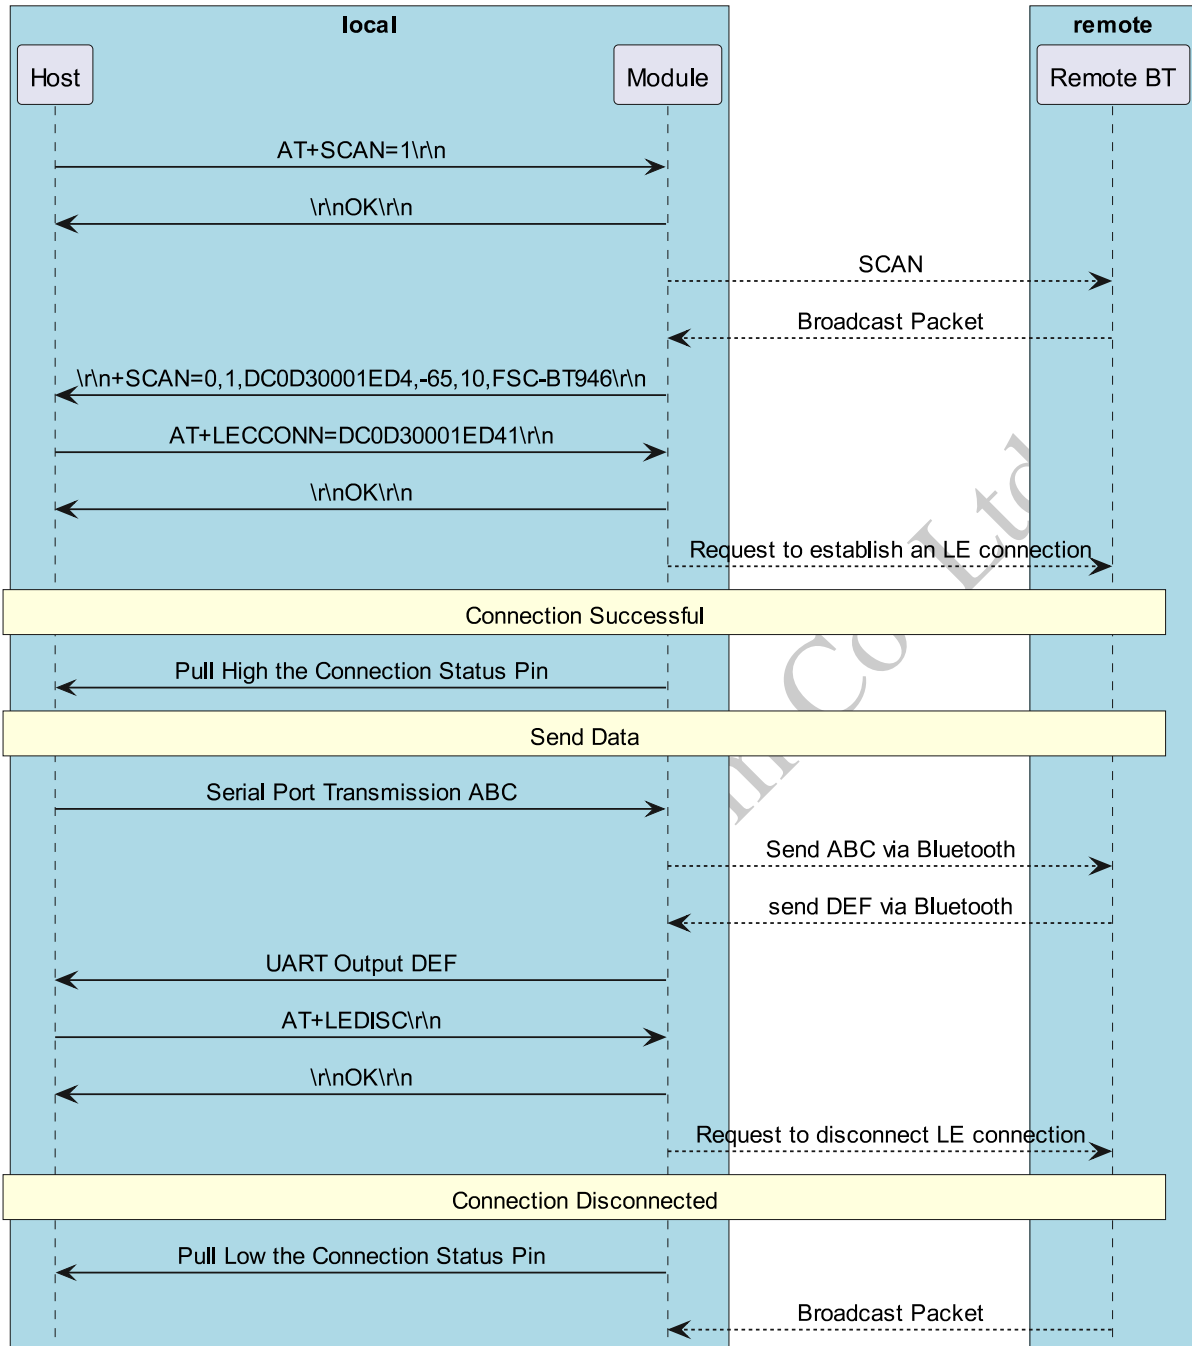 local
remote
Host
Module
Remote BT
AT+SCAN=1\r\n
\r\nOK\r\n
SCAN
Broadcast Packet
\r\n+SCAN=0,1,DC0D30001ED4,-65,10,FSC-BT946\r\n
AT+LECCONN=DC0D30001ED41\r\n
\r\nOK\r\n
Request to establish an LE connection
Connection Successful
Pull High the Connection Status Pin
Send Data
Serial Port Transmission ABC
Send ABC via Bluetooth
send DEF via Bluetooth
UART Output DEF
AT+LEDISC\r\n
\r\nOK\r\n
Request to disconnect LE connection
Connection Disconnected
Pull Low the Connection Status Pin
Broadcast Packet